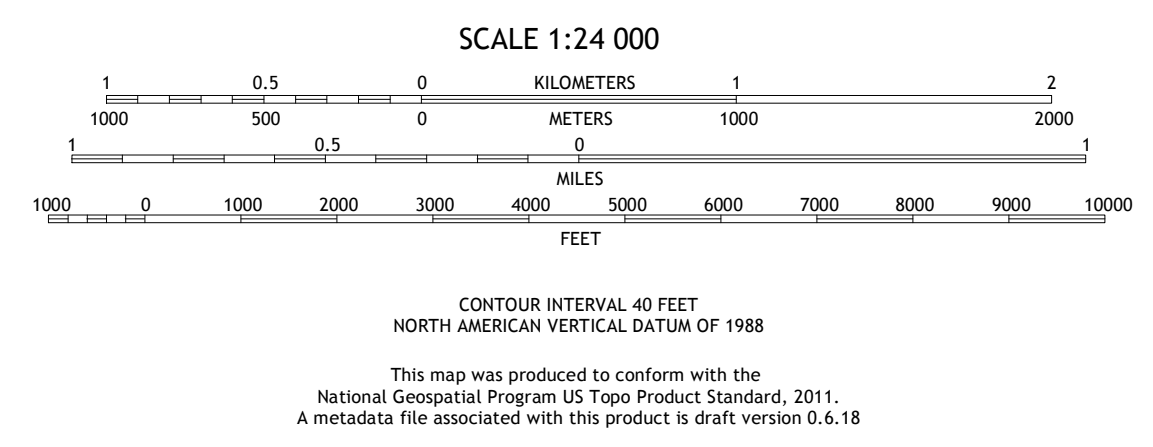 SCALE 1:24 000
1 0.5 0 KILOMETERS 1 2
1000 500 0 METERS 1000 2000
1 0.5 0 1
MILES
1000 0 1000 2000 3000 4000 5000 6000 7000 8000 9000 10000
FEET
CONTOUR INTERVAL 40 FEET
NORTH AMERICAN VERTICAL DATUM OF 1988
This map was produced to conform with the
National Geospatial Program US Topo Product Standard, 2011.
A metadata file associated with this product is draft version 0.6.18